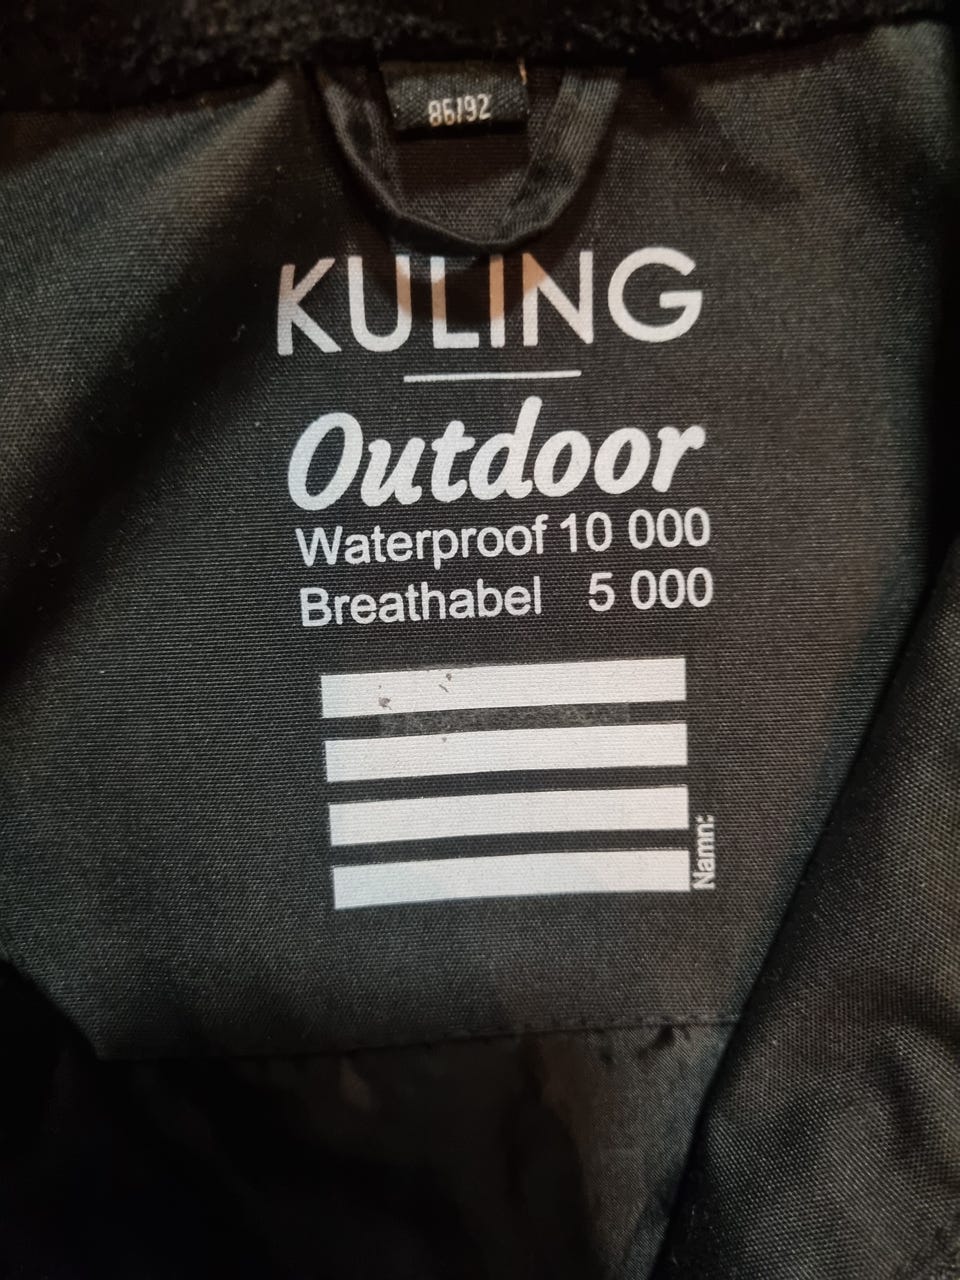 86/92
KULING
Outdoor
Waterproof 10 000
Breathabel 5 000
Namn: